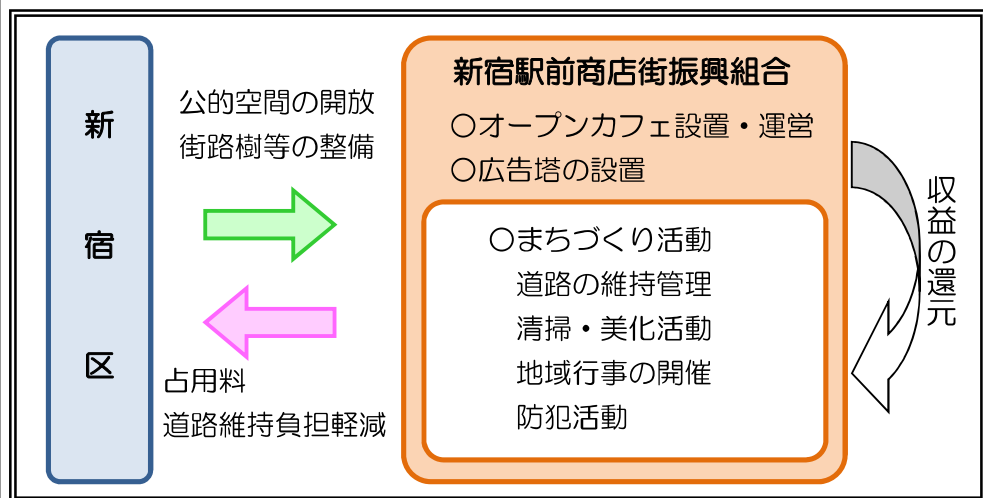 新宿区
公的空間の開放
街路樹等の整備
占用料
道路維持負担軽減
新宿駅前商店街振興組合
〇オープンカフェ設置・運営
〇広告塔の設置
〇まちづくり活動
道路の維持管理
清掃・美化活動
地域行事の開催
防犯活動
収益の還元